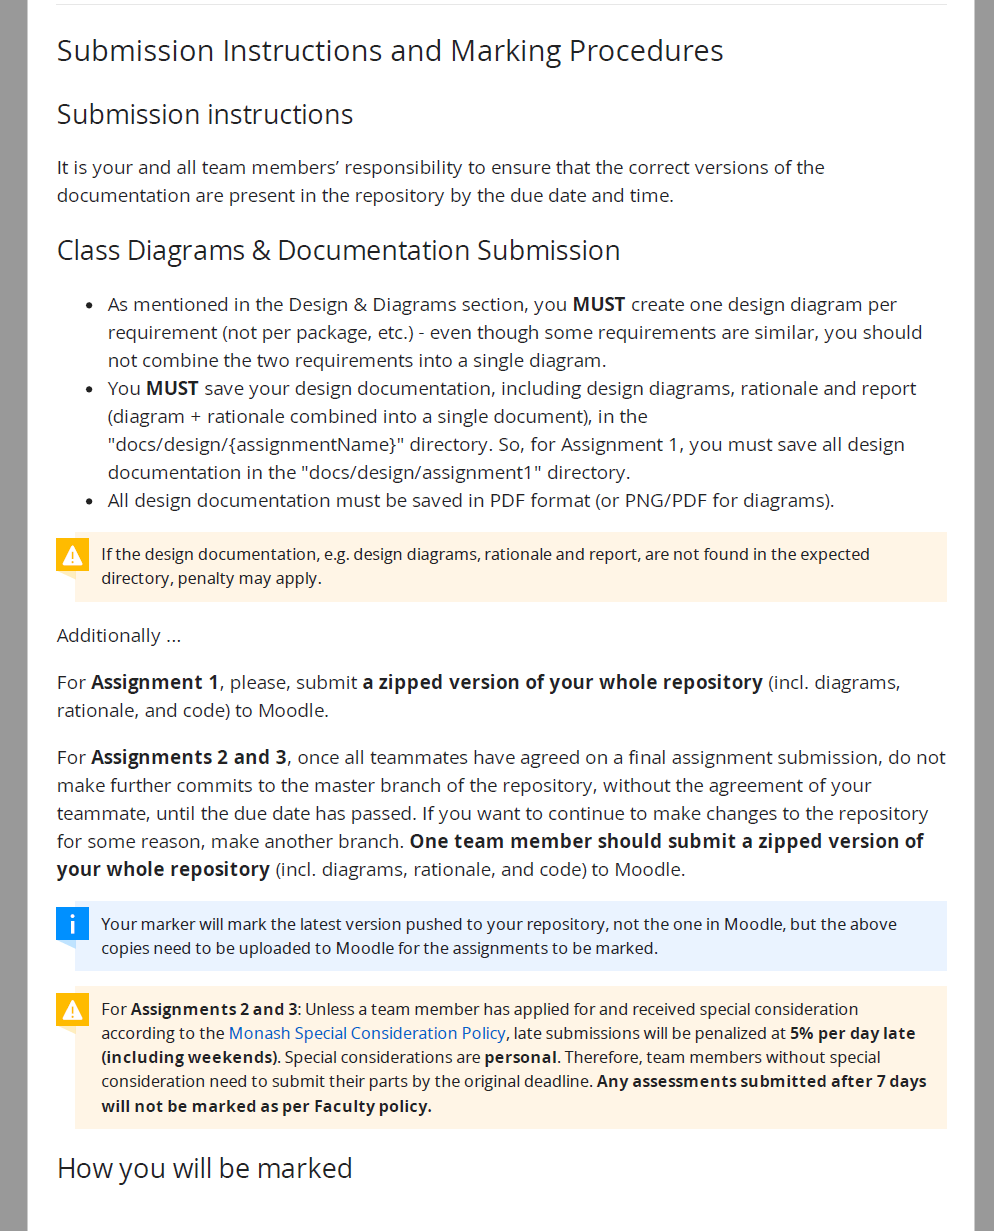 Submission Instructions and Marking Procedures
Submission instructions
It is your and all team members’ responsibility to ensure that the correct versions of the
documentation are present in the repository by the due date and time.
Class Diagrams & Documentation Submission
• As mentioned in the Design & Diagrams section, you MUST create one design diagram per
requirement (not per package, etc.) - even though some requirements are similar, you should
not combine the two requirements into a single diagram.
• You MUST save your design documentation, including design diagrams, rationale and report
(diagram + rationale combined into a single document), in the
"docs/design/{assignmentName}" directory. So, for Assignment 1, you must save all design
documentation in the "docs/design/assignment1" directory.
• All design documentation must be saved in PDF format (or PNG/PDF for diagrams).
If the design documentation, e.g. design diagrams, rationale and report, are not found in the expected
directory, penalty may apply.
Additionally ...
For Assignment 1, please, submit a zipped version of your whole repository (incl. diagrams,
rationale, and code) to Moodle.
For Assignments 2 and 3, once all teammates have agreed on a final assignment submission, do not
make further commits to the master branch of the repository, without the agreement of your
teammate, until the due date has passed. If you want to continue to make changes to the repository
for some reason, make another branch. One team member should submit a zipped version of
your whole repository (incl. diagrams, rationale, and code) to Moodle.
Your marker will mark the latest version pushed to your repository, not the one in Moodle, but the above
copies need to be uploaded to Moodle for the assignments to be marked.
For Assignments 2 and 3: Unless a team member has applied for and received special consideration
according to the Monash Special Consideration Policy, late submissions will be penalized at 5% per day late
(including weekends). Special considerations are personal. Therefore, team members without special
consideration need to submit their parts by the original deadline. Any assessments submitted after 7 days
will not be marked as per Faculty policy.
How you will be marked